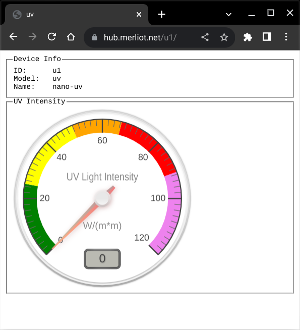 uv
hub.merliot.net/u1/
Device Info
ID: u1
Model: uv
Name: nano-uv
UV Intensity
60
40
80
UV Light Intensity
20
100
W/(m*m)
0
120
0